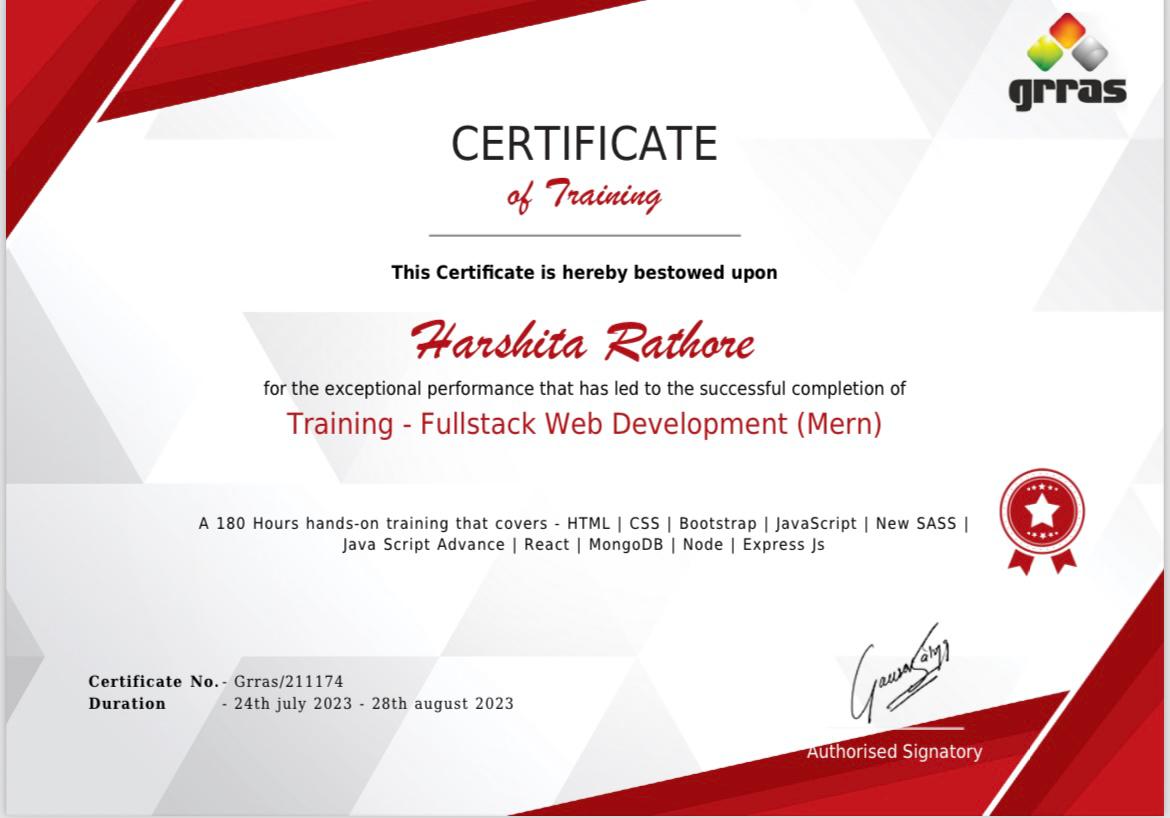 grras
CERTIFICATE
of Training
This Certificate is hereby bestowed upon
Harshita Rathore
for the exceptional performance that has led to the successful completion of
Training - Fullstack Web Development (Mern)
A 180 Hours hands-on training that covers - HTML | CSS | Bootstrap | JavaScript | New SASS |
Java Script Advance | React | MongoDB | Node | Express Js
Certificate No. - Grras/211174
Duration - 24th july 2023 - 28th august 2023
Authorised Signatory